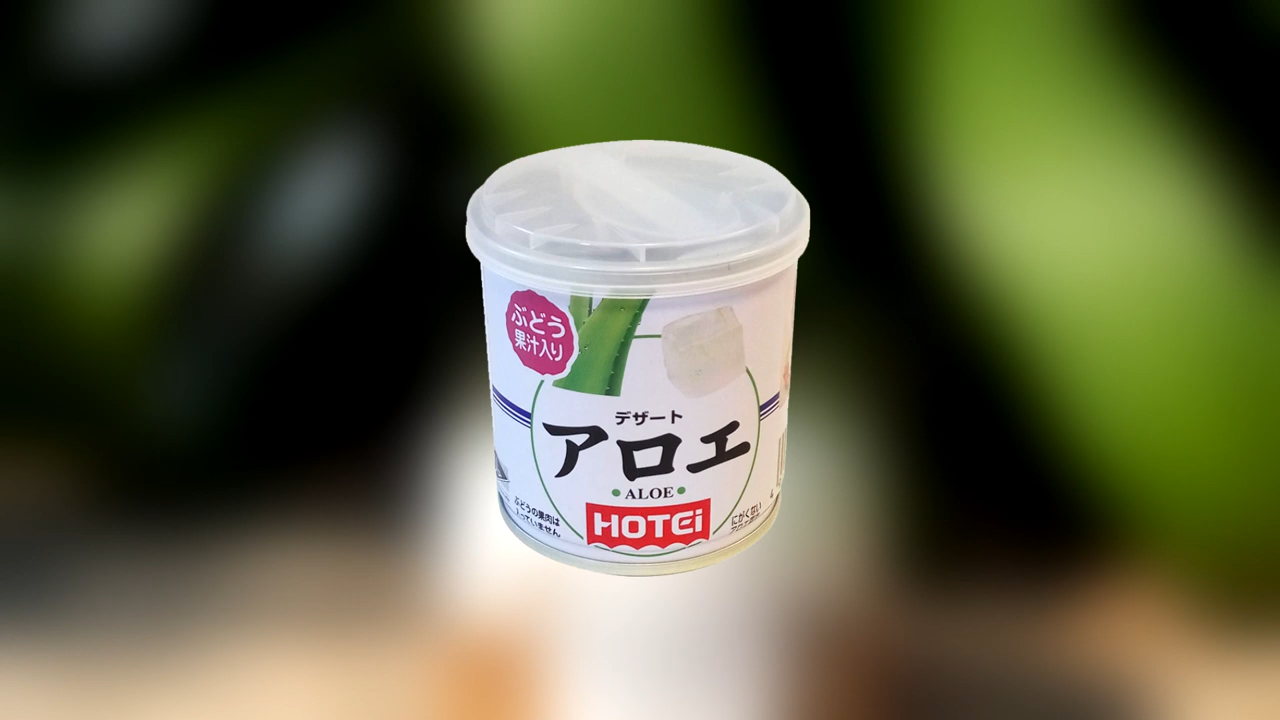 ぶどう
果汁入り
デザート
アロエ
ALOE
HOTEi
ぶどうの果肉は
入っていません
にがくない